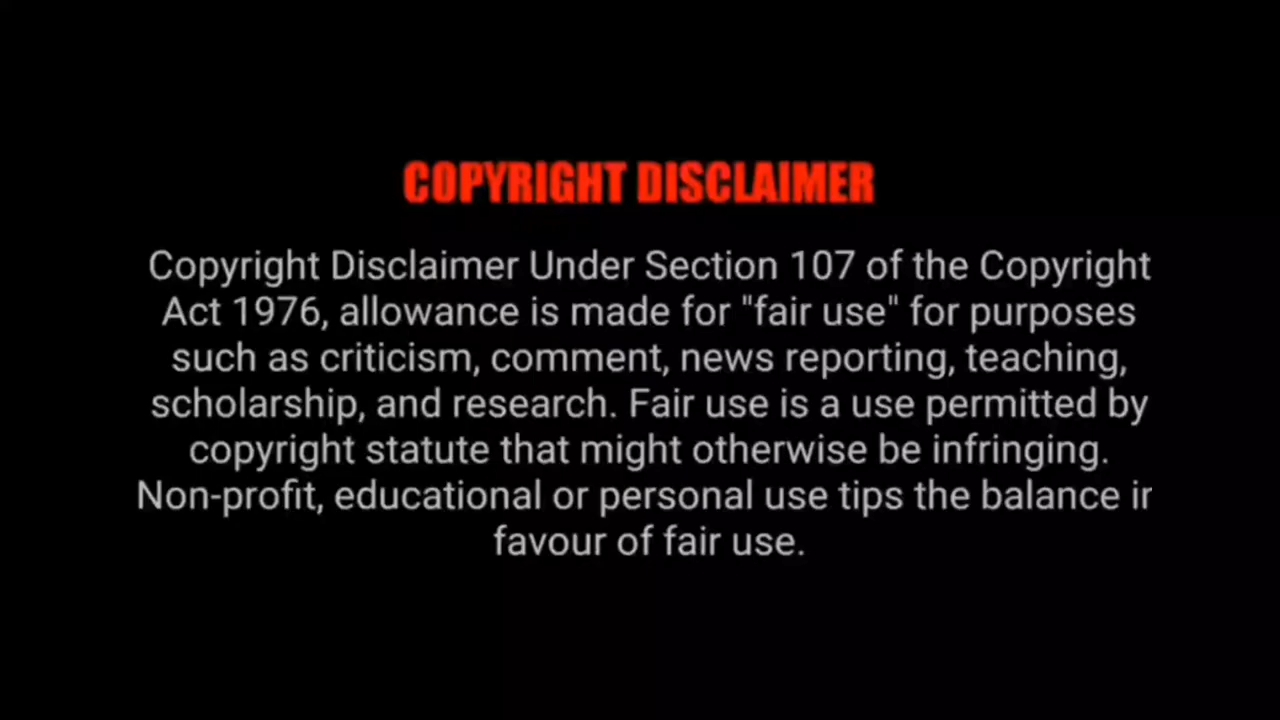 COPYRIGHT DISCLAIMER
Copyright Disclaimer Under Section 107 of the Copyright
Act 1976, allowance is made for "fair use" for purposes
such as criticism, comment, news reporting, teaching,
scholarship, and research. Fair use is a use permitted by
copyright statute that might otherwise be infringing.
Non-profit, educational or personal use tips the balance
favour of fair use.